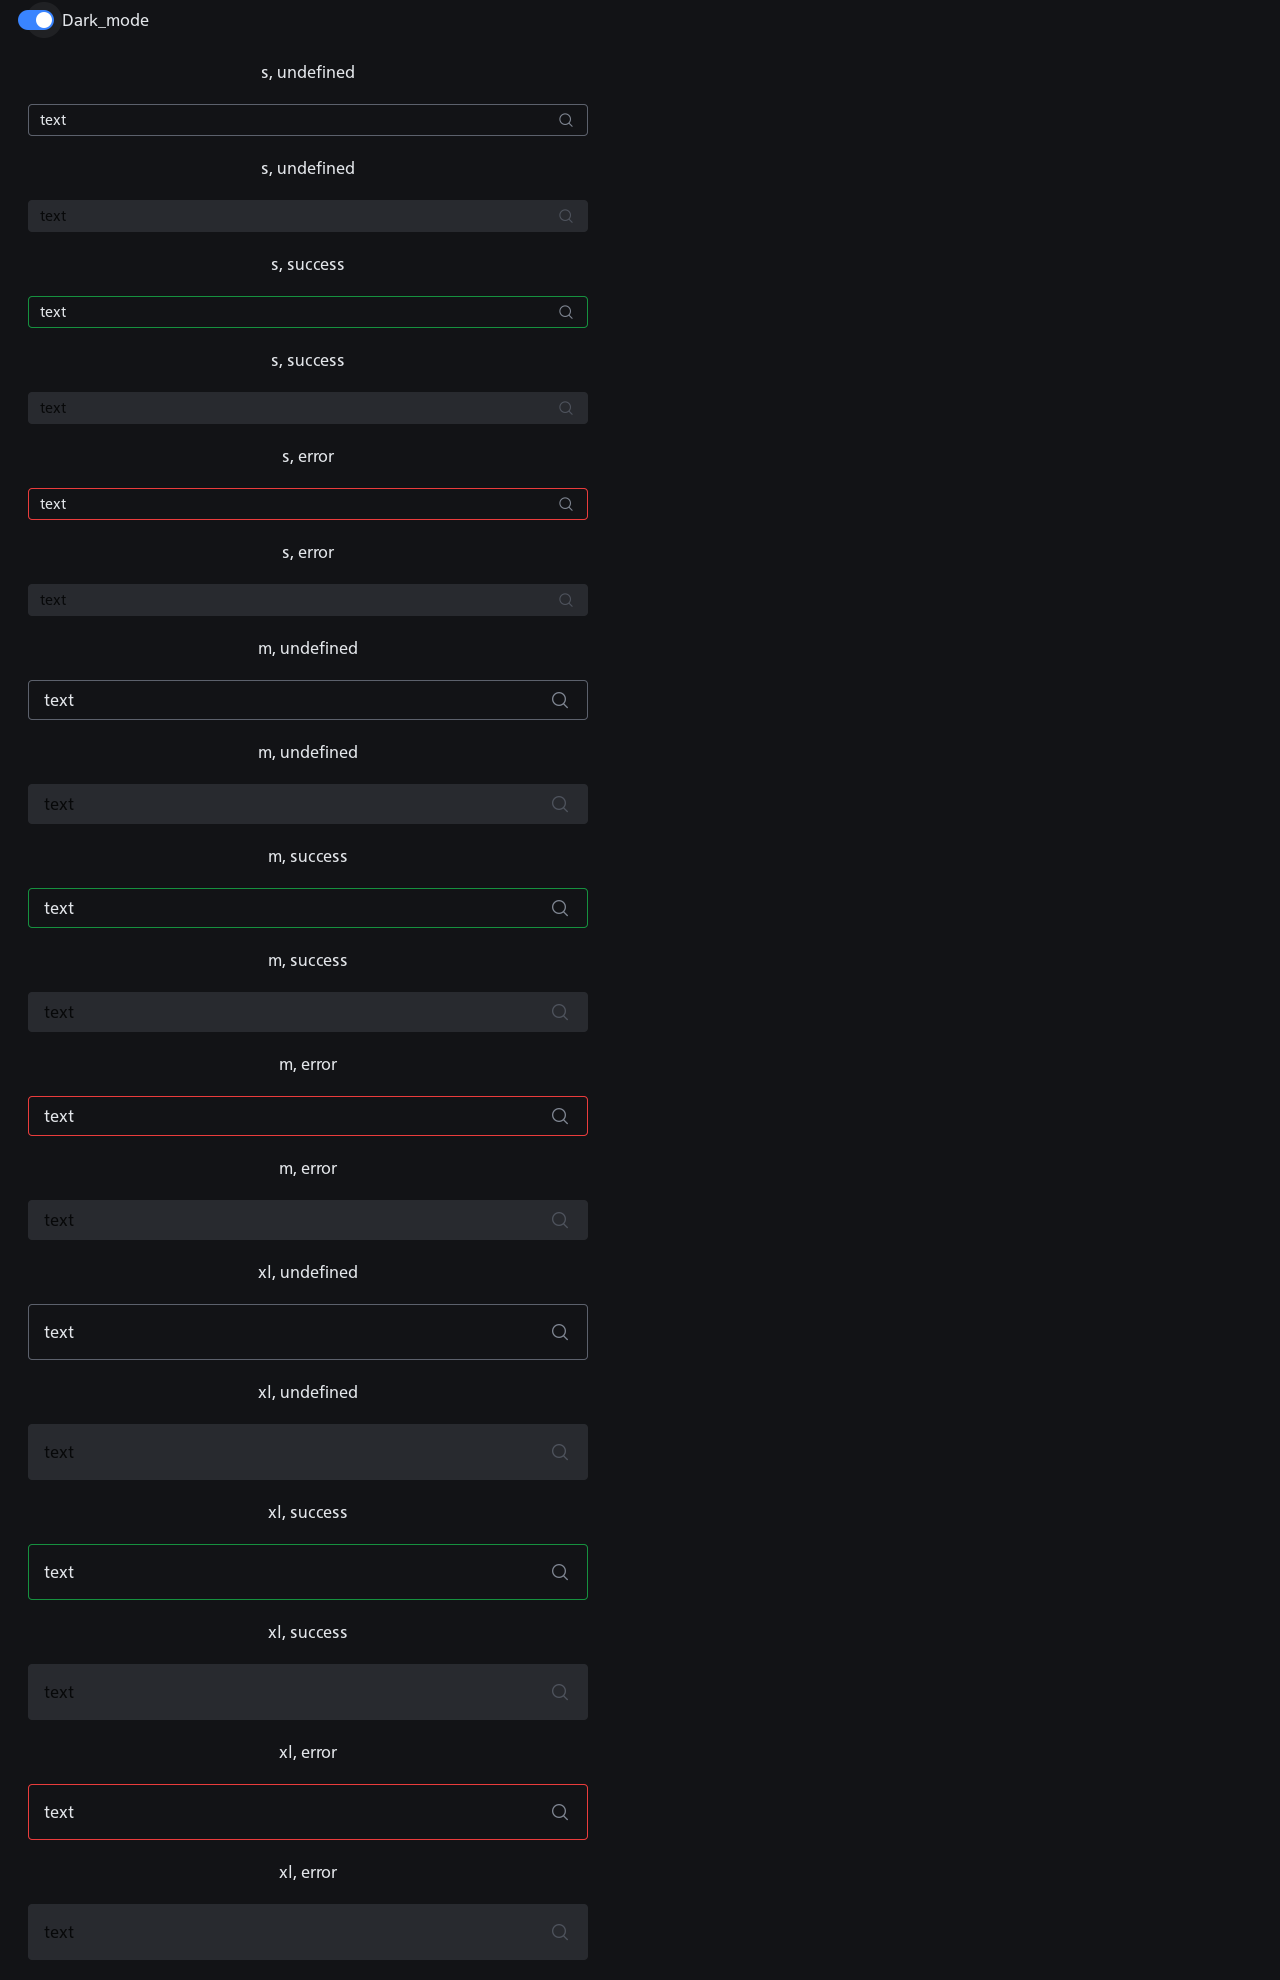 Dark_mode
s, undefined
text
s, undefined
text
s, success
text
s, success
text
s, error
text
s, error
text
m, undefined
text
m, undefined
text
m, success
text
m, success
text
m, error
text
m, error
text
xl, undefined
text
xl, undefined
text
xl, success
text
xl, success
text
xl, error
text
xl, error
text